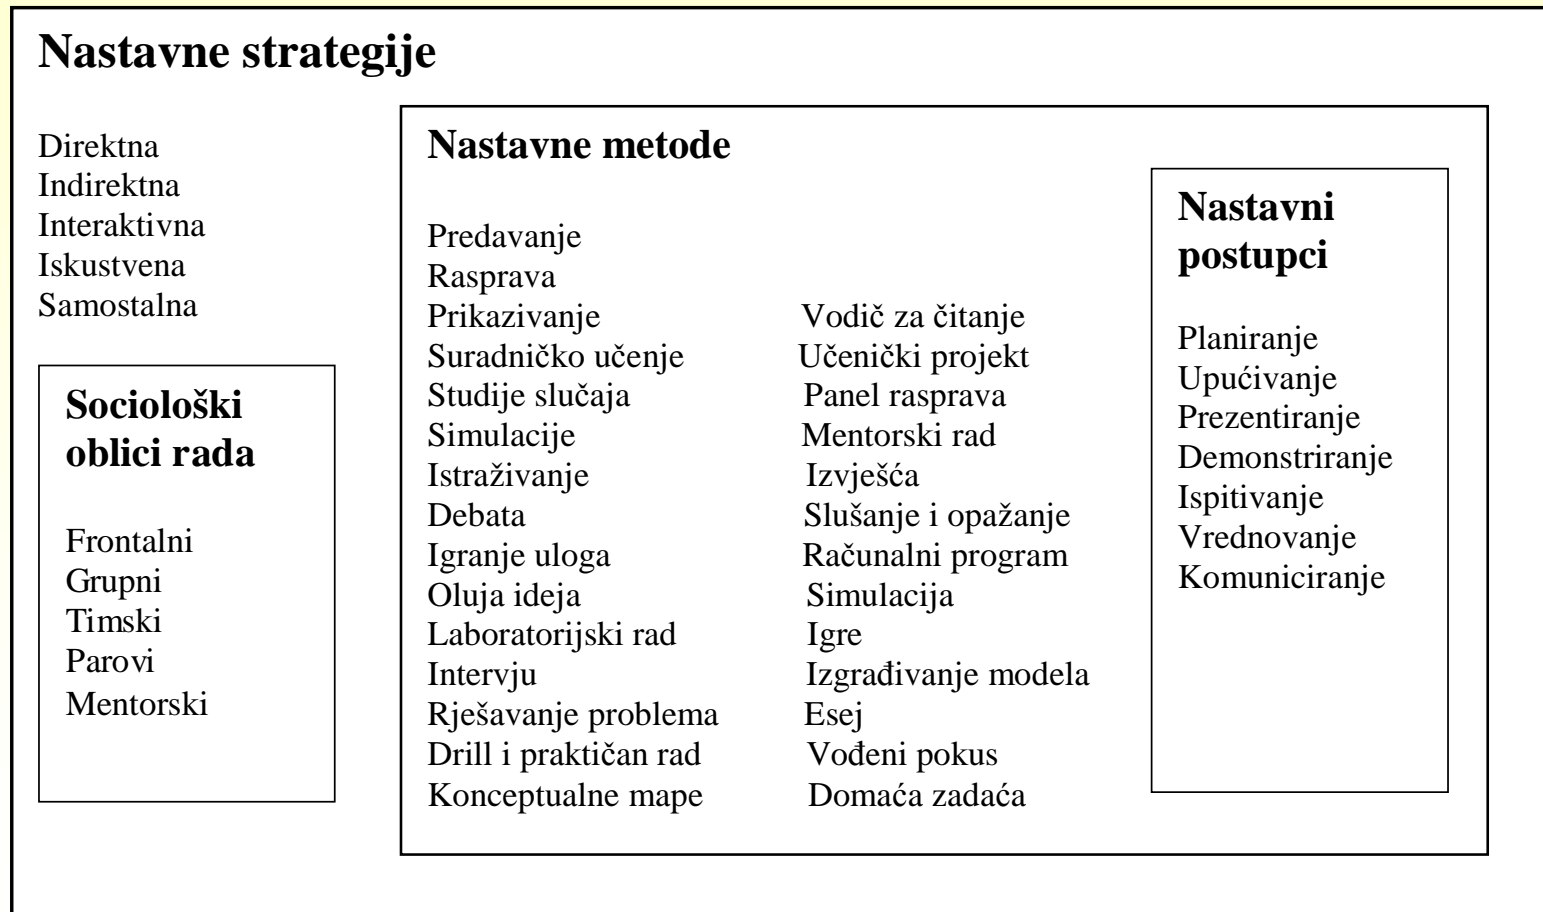 Nastavne strategije
Direktna
Indirektna
Interaktivna
Iskustvena
Samostalna
Sociološki
oblici rada
Frontalni
Grupni
Timski
Parovi
Mentorski
Nastavne metode
Predavanje
Rasprava
Prikazivanje
Suradničko učenje
Studije slučaja
Simulacije
Istraživanje
Debata
Igranje uloga
Oluja ideja
Laboratorijski rad
Intervju
Rješavanje problema
Drill i praktičan rad
Konceptualne mape
Vodič za čitanje
Učenički projekt
Panel rasprava
Mentorski rad
Izvješća
Slušanje i opažanje
Računalni program
Simulacija
Igre
Izgrađivanje modela
Esej
Vođeni pokus
Domaća zadaća
Nastavni
postupci
Planiranje
Upućivanje
Prezentiranje
Demonstriranje
Ispitivanje
Vrednovanje
Komuniciranje